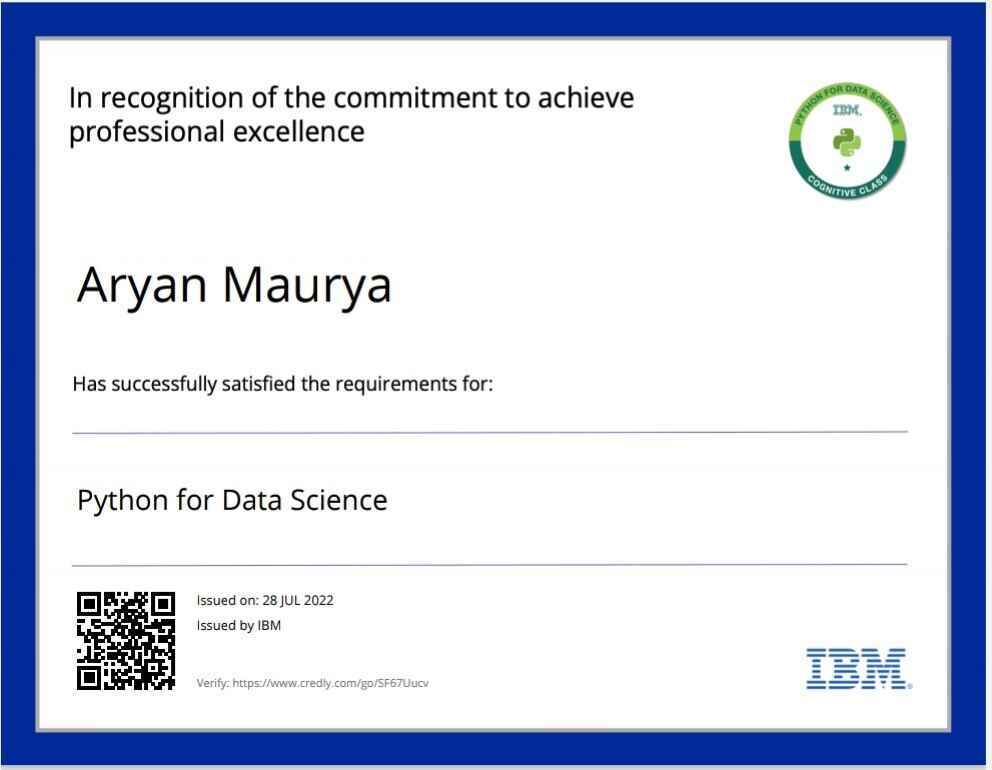 In recognition of the commitment to achieve
professional excellence
PYTHON FOR DATA SCIENCE
IBM.
COGNITIVE CLASS
Aryan Maurya
Has successfully satisfied the requirements for:
Python for Data Science
Issued on: 28 JUL 2022
Issued by IBM
Verify: https://www.credly.com/go/SF67Uucv
IBM®